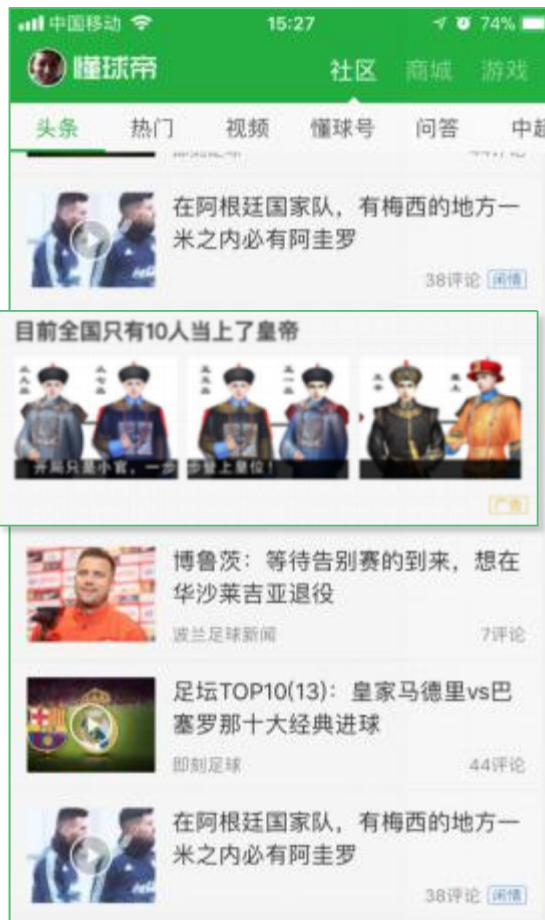 中国移动 15:27 74%
懂球帝 社区 商城 游戏
头条 热门 视频 懂球号 问答 中超
即刻足球 44评论
在阿根廷国家队，有梅西的地方一
米之内必有阿圭罗
38评论 闲情
目前全国只有10人当上了皇帝
开局只是小官，一步 步登上皇位！
广告
博鲁茨：等待告别赛的到来，想在
华沙莱吉亚退役
波兰足球新闻 7评论
足坛TOP10(13)：皇家马德里vs巴
塞罗那十大经典进球
即刻足球 44评论
在阿根廷国家队，有梅西的地方一
米之内必有阿圭罗
38评论 闲情